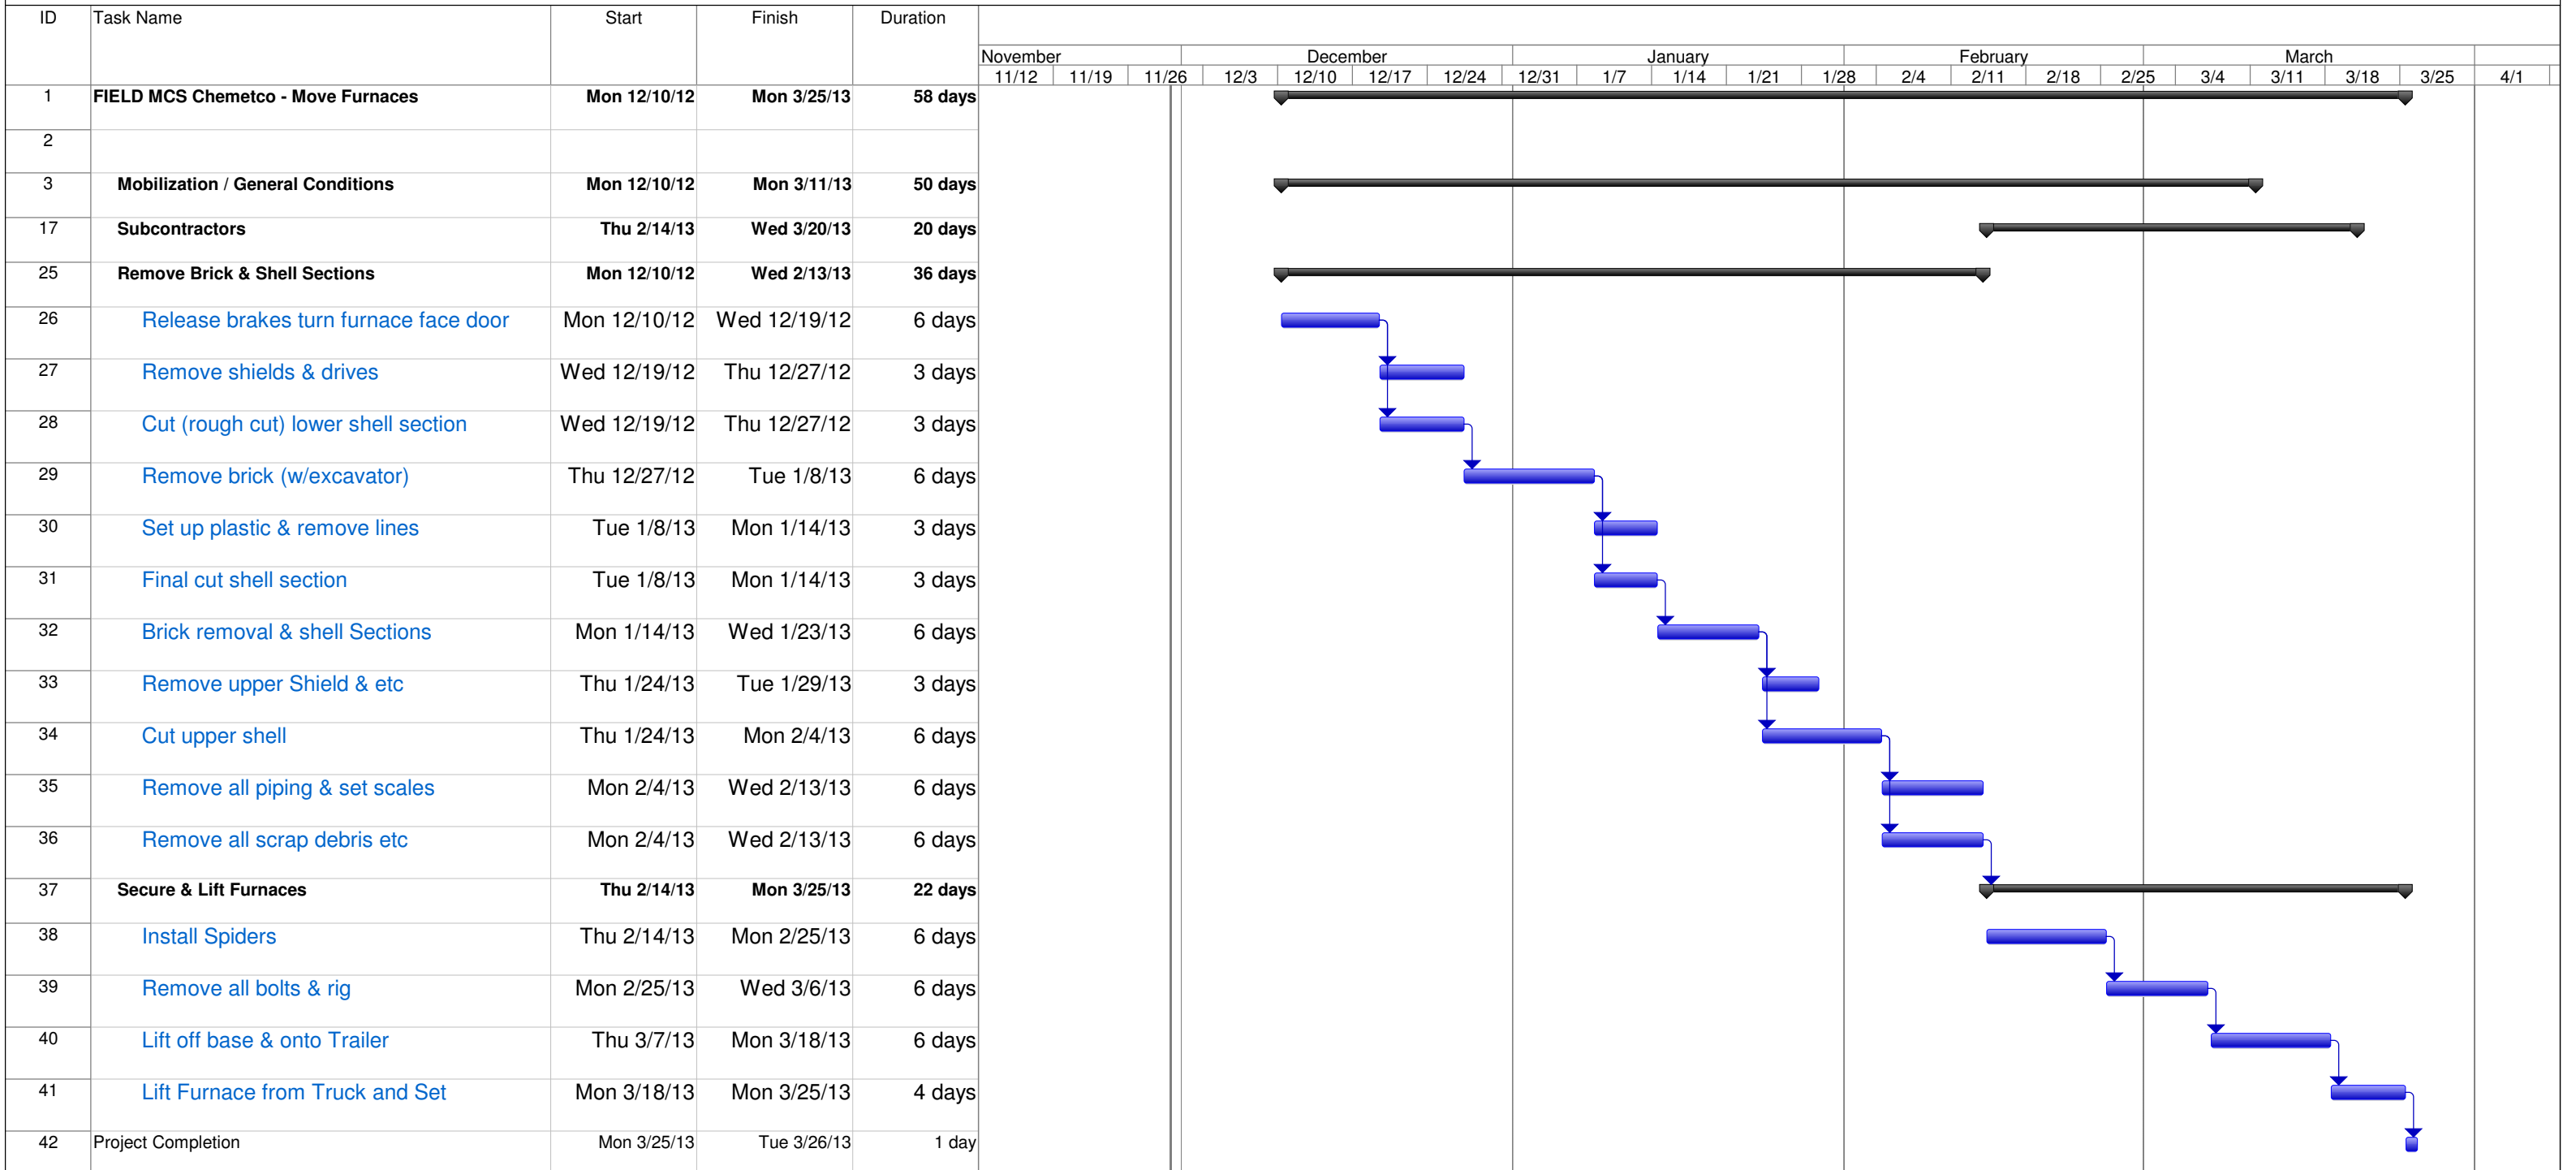 ID Task Name Start Finish Duration
November December January February March
11/12 11/19 11/26 12/3 12/10 12/17 12/24 12/31 1/7 1/14 1/21 1/28 2/4 2/11 2/18 2/25 3/4 3/11 3/18 3/25 4/1
1 FIELD MCS Chemetco - Move Furnaces Mon 12/10/12 Mon 3/25/13 58 days
2
3 Mobilization / General Conditions Mon 12/10/12 Mon 3/11/13 50 days
17 Subcontractors Thu 2/14/13 Wed 3/20/13 20 days
25 Remove Brick & Shell Sections Mon 12/10/12 Wed 2/13/13 36 days
26 Release brakes turn furnace face door Mon 12/10/12 Wed 12/19/12 6 days
27 Remove shields & drives Wed 12/19/12 Thu 12/27/12 3 days
28 Cut (rough cut) lower shell section Wed 12/19/12 Thu 12/27/12 3 days
29 Remove brick (w/excavator) Thu 12/27/12 Tue 1/8/13 6 days
30 Set up plastic & remove lines Tue 1/8/13 Mon 1/14/13 3 days
31 Final cut shell section Tue 1/8/13 Mon 1/14/13 3 days
32 Brick removal & shell Sections Mon 1/14/13 Wed 1/23/13 6 days
33 Remove upper Shield & etc Thu 1/24/13 Tue 1/29/13 3 days
34 Cut upper shell Thu 1/24/13 Mon 2/4/13 6 days
35 Remove all piping & set scales Mon 2/4/13 Wed 2/13/13 6 days
36 Remove all scrap debris etc Mon 2/4/13 Wed 2/13/13 6 days
37 Secure & Lift Furnaces Thu 2/14/13 Mon 3/25/13 22 days
38 Install Spiders Thu 2/14/13 Mon 2/25/13 6 days
39 Remove all bolts & rig Mon 2/25/13 Wed 3/6/13 6 days
40 Lift off base & onto Trailer Thu 3/7/13 Mon 3/18/13 6 days
41 Lift Furnace from Truck and Set Mon 3/18/13 Mon 3/25/13 4 days
42 Project Completion Mon 3/25/13 Tue 3/26/13 1 day